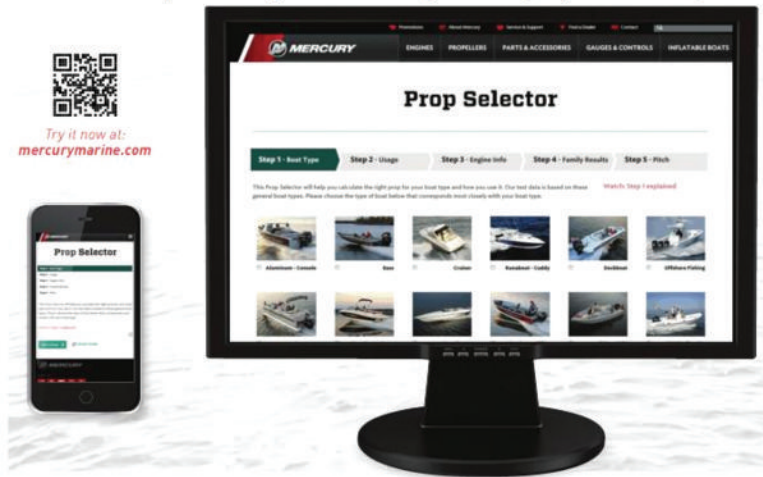 Try it now at:
mercurymarine.com
Promotions About Mercury Service & Support Find a Dealer Contact
MERCURY ENGINES PROPELLERS PARTS & ACCESSORIES GAUGES & CONTROLS INFLATABLE BOATS
Prop Selector
Step 1 - Boat Type Step 2 - Usage Step 3 - Engine Info Step 4 - Family Results Step 5 - Pitch
This Prop Selector will help you calculate the right prop for your boat type and how you use it. Our test data is based on these Watch: Step 1 explained
general boat types. Please choose the type of boat below that corresponds most closely with your boat type.
Aluminum - Console Bass Cruiser Runabout - Cuddy Deckboat Offshore Fishing
MERCURY
Prop Selector
MERCURY